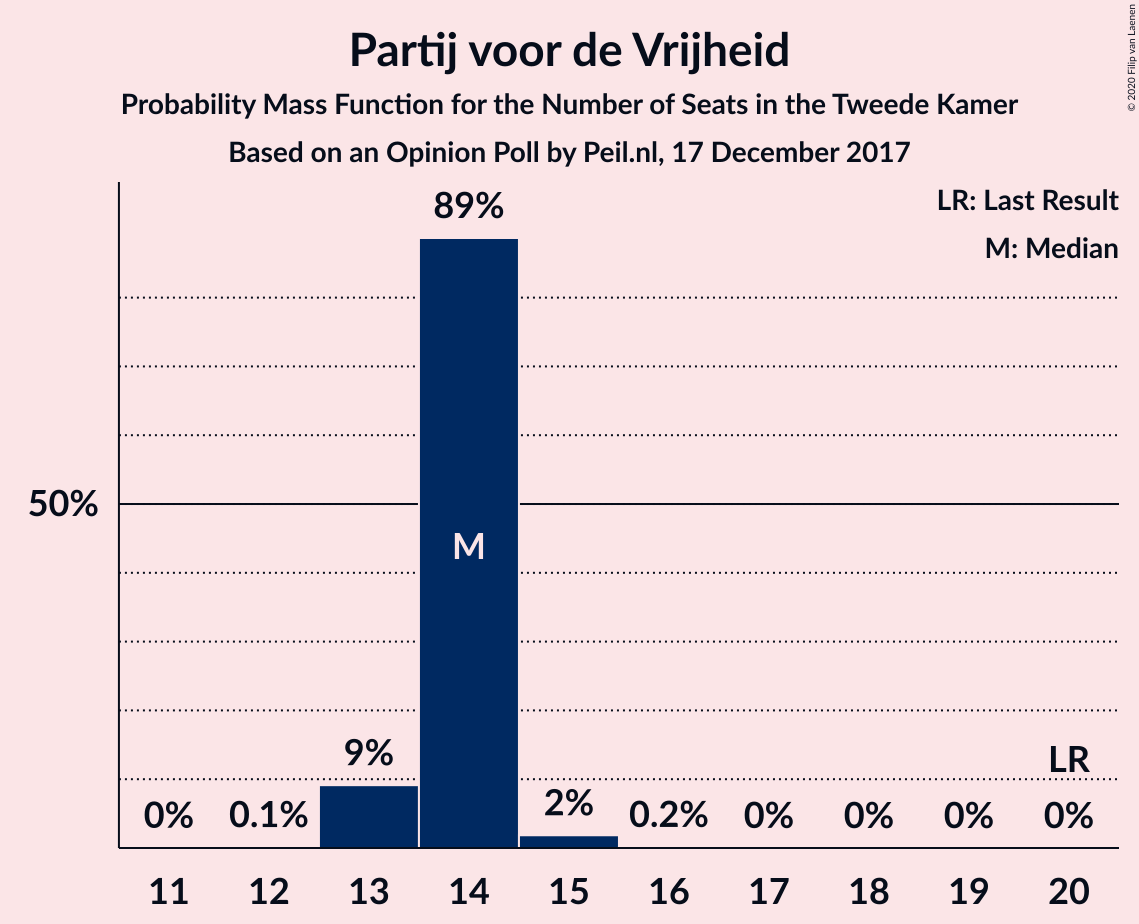 Partij voor de Vrijheid
Probability Mass Function for the Number of Seats in the Tweede Kamer
Based on an Opinion Poll by Peil.nl, 17 December 2017
© 2020 Filip van Laenen
LR: Last Result
M: Median
89%
50%
M
9%
LR
0%
0.1%
2%
0.2%
0%
0%
0%
0%
11 12 13 14 15 16 17 18 19 20